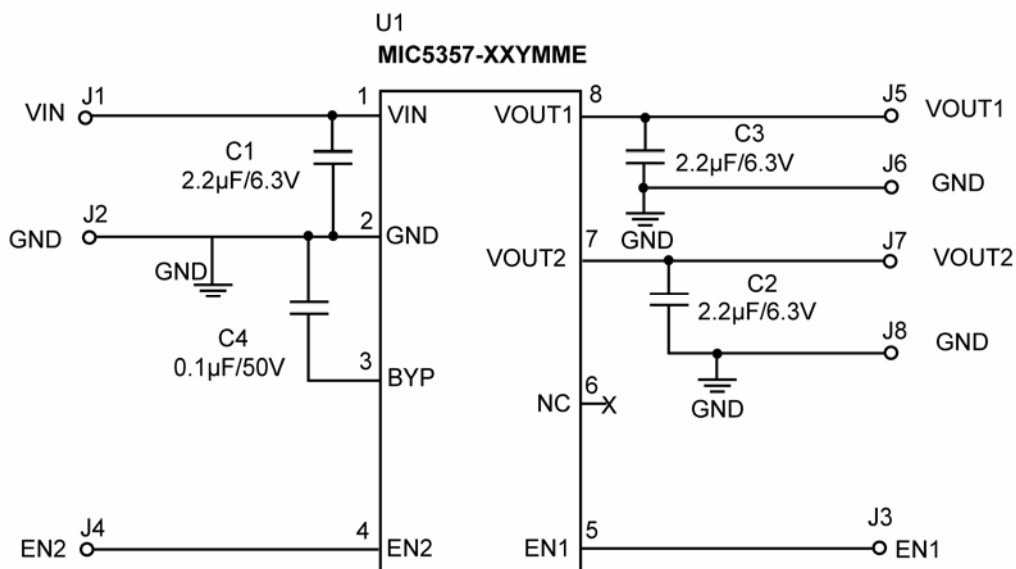 U1
MIC5357-XXYMME
VIN
J1
1
VIN
C1
2.2µF/6.3V
GND
J2
2
GND
GND
C4
0.1µF/50V
3
BYP
EN2
J4
4
EN2
VOUT1
8
J5
VOUT1
C3
2.2µF/6.3V
J6
GND
GND
VOUT2
7
J7
VOUT2
C2
2.2µF/6.3V
J8
GND
GND
NC
6
X
EN1
5
J3
EN1